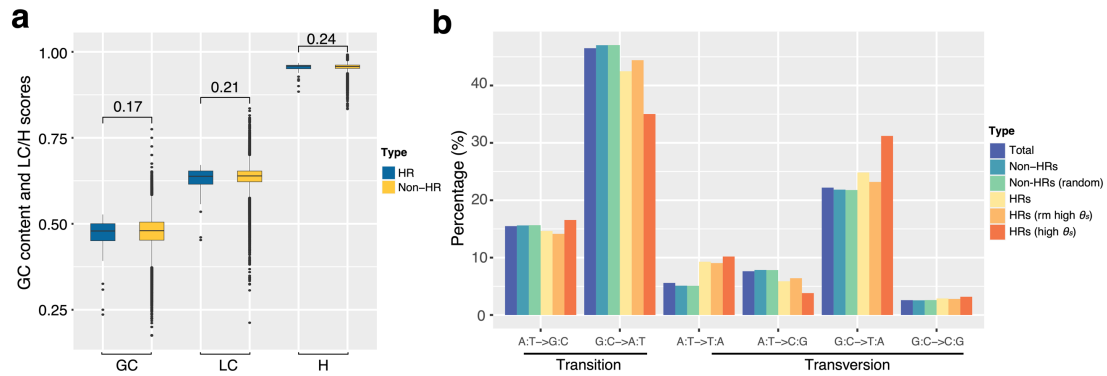 a
GC content and LC/H scores
1.00
0.75
0.50
0.25
0.17
0.21
0.24
GC
LC
H
Type
HR
Non−HR
b
Percentage (%)
40
30
20
10
0
A:T−>G:C
G:C−>A:T
A:T−>T:A
A:T−>C:G
G:C−>T:A
G:C−>C:G
Transition
Transversion
Type
Total
Non−HRs
Non-HRs (random)
HRs
HRs (rm high θs)
HRs (high θs)